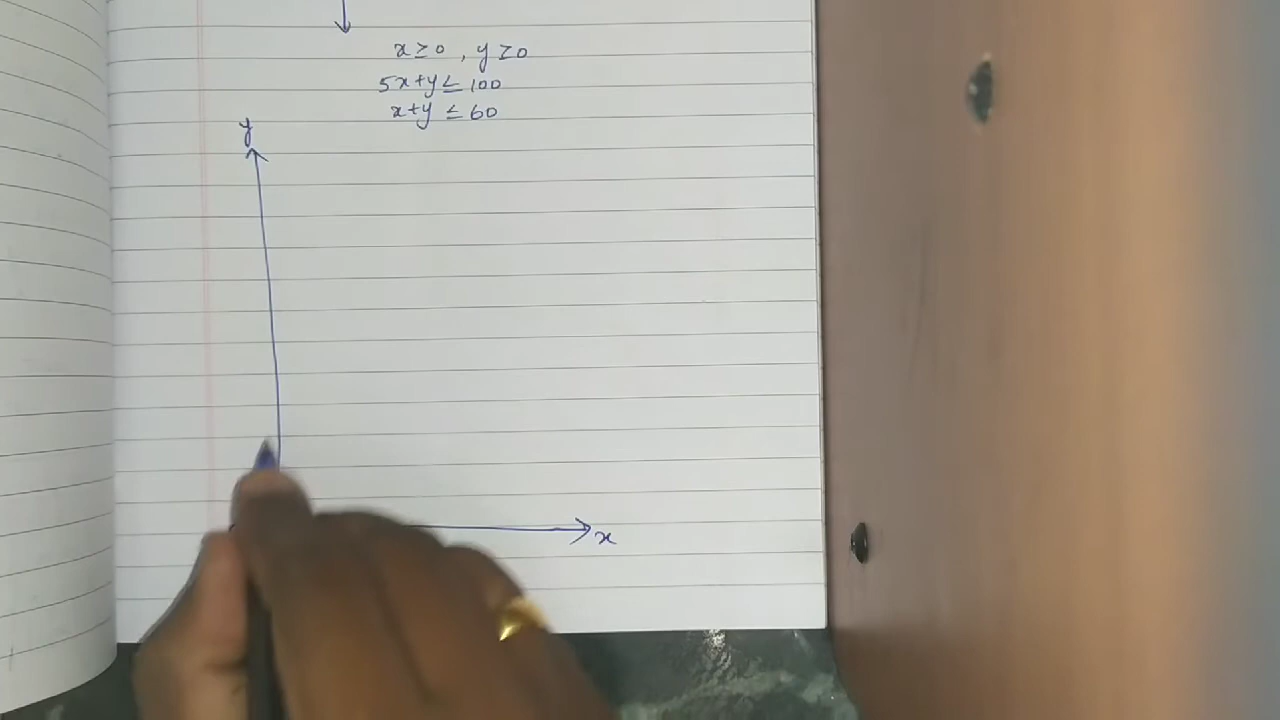 x ≥ 0 , y ≥ 0
5x+y ≤ 100
x+y ≤ 60
y
x